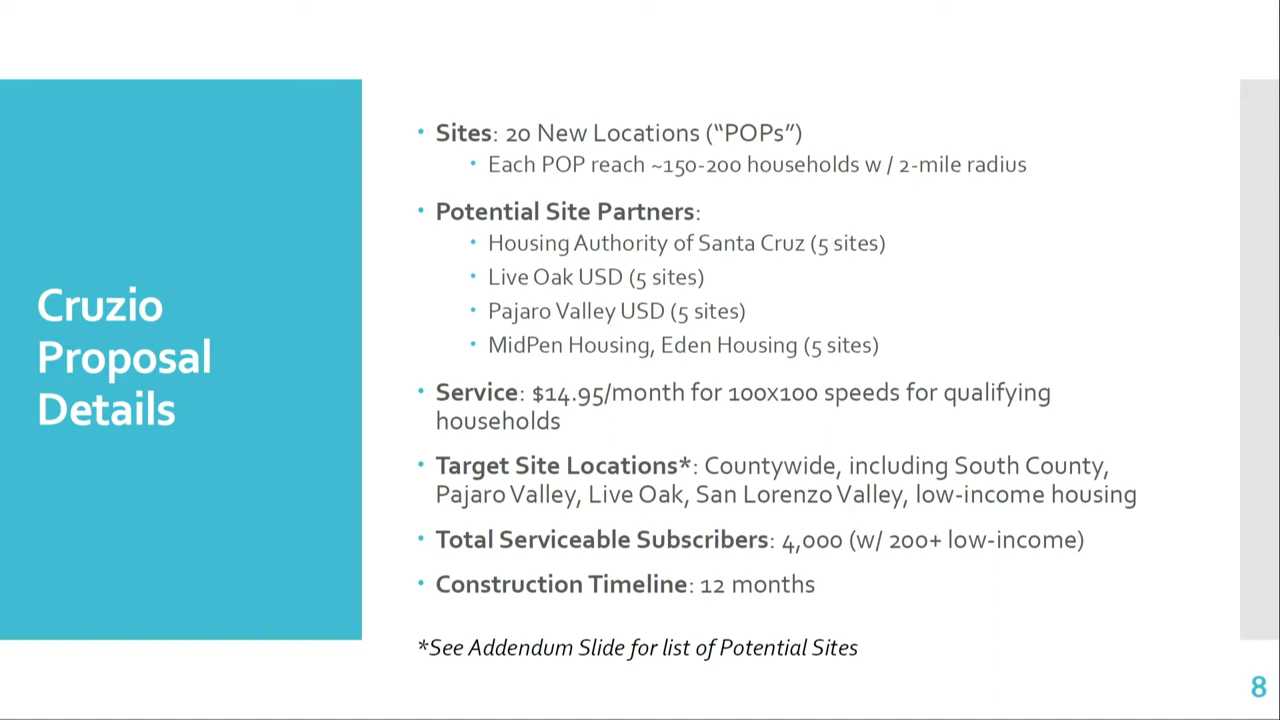 Cruzio
Proposal
Details
• Sites: 20 New Locations (“POPs”)
• Each POP reach ~150-200 households w / 2-mile radius
• Potential Site Partners:
• Housing Authority of Santa Cruz (5 sites)
• Live Oak USD (5 sites)
• Pajaro Valley USD (5 sites)
• MidPen Housing, Eden Housing (5 sites)
• Service: $14.95/month for 100x100 speeds for qualifying
households
• Target Site Locations*: Countywide, including South County,
Pajaro Valley, Live Oak, San Lorenzo Valley, low-income housing
• Total Serviceable Subscribers: 4,000 (w/ 200+ low-income)
• Construction Timeline: 12 months
*See Addendum Slide for list of Potential Sites
8